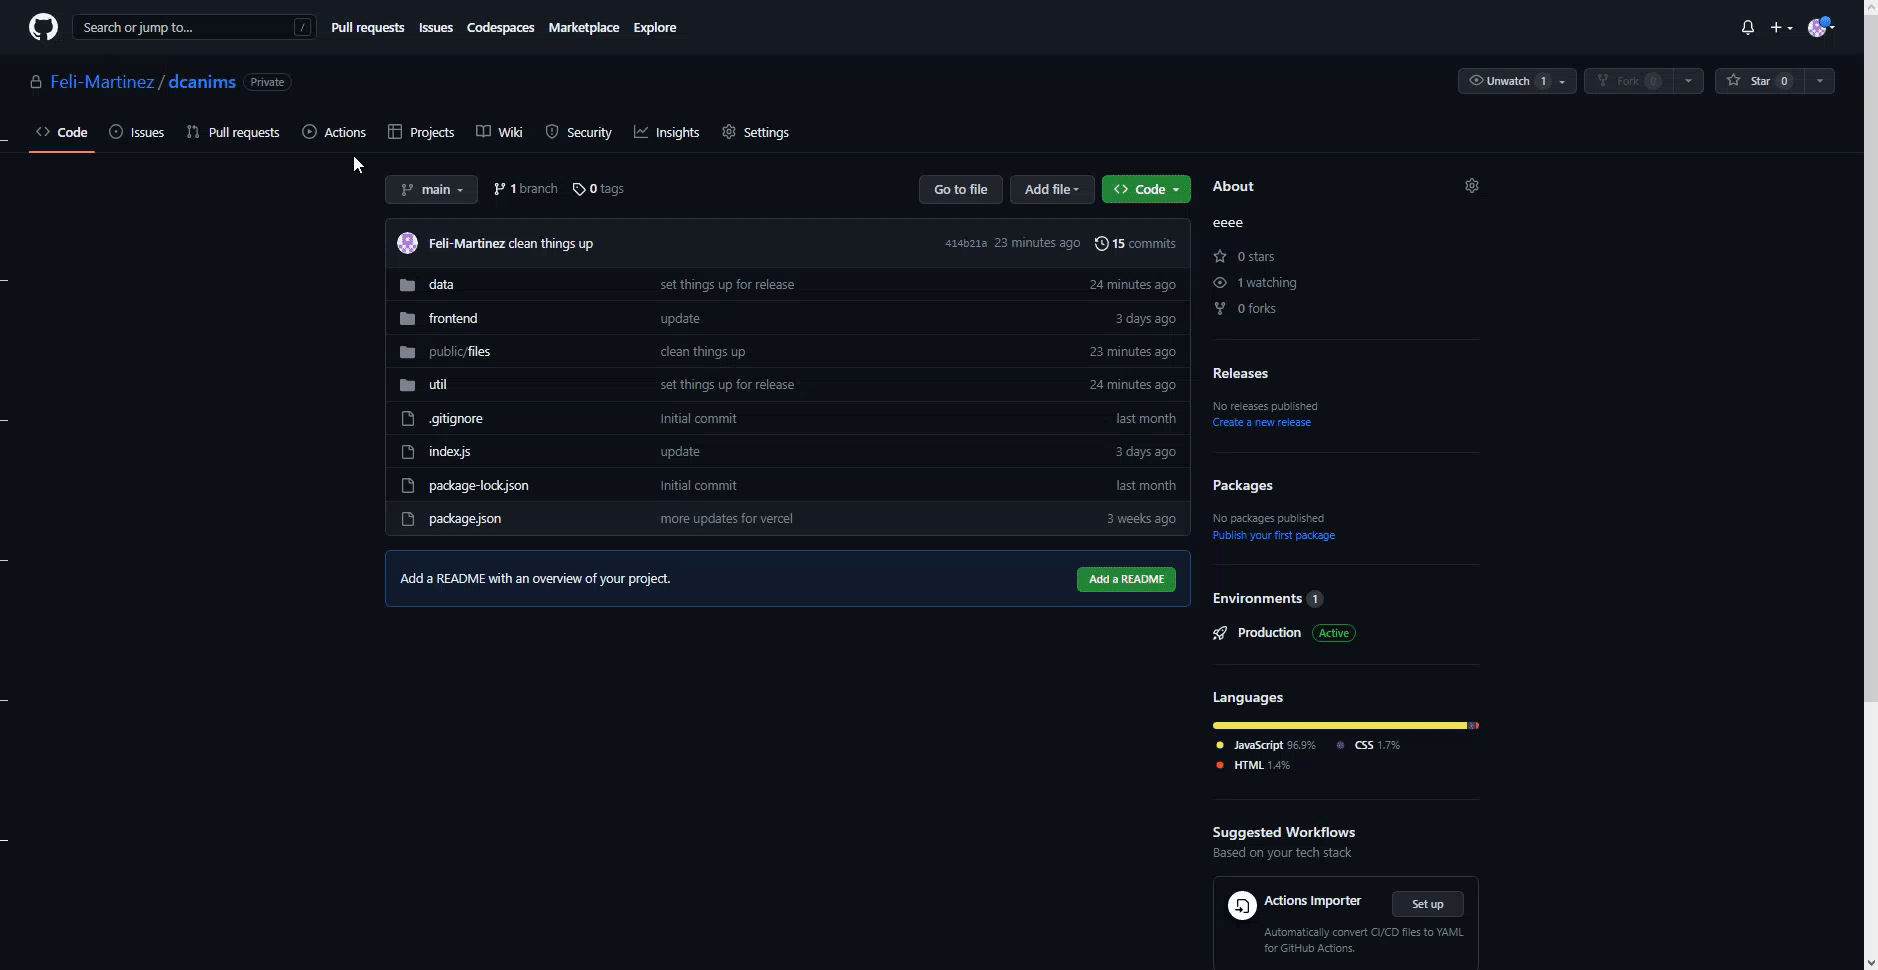 Search or jump to... /
Pull requests Issues Codespaces Marketplace Explore
Feli-Martinez / dcanims Private
Unwatch 1 Fork 0 Star 0
Code Issues Pull requests Actions Projects Wiki Security Insights Settings
main 1 branch 0 tags Go to file Add file Code
Feli-Martinez clean things up 414b21a 23 minutes ago 15 commits
data set things up for release 24 minutes ago
frontend update 3 days ago
public/files clean things up 23 minutes ago
util set things up for release 24 minutes ago
.gitignore Initial commit last month
index.js update 3 days ago
package-lock.json Initial commit last month
package.json more updates for vercel 3 weeks ago
Add a README with an overview of your project. Add a README
About
eeee
0 stars
1 watching
0 forks
Releases
No releases published
Create a new release
Packages
No packages published
Publish your first package
Environments 1
Production Active
Languages
JavaScript 96.9% CSS 1.7%
HTML 1.4%
Suggested Workflows
Based on your tech stack
Actions Importer Set up
Automatically convert CI/CD files to YAML
for GitHub Actions.